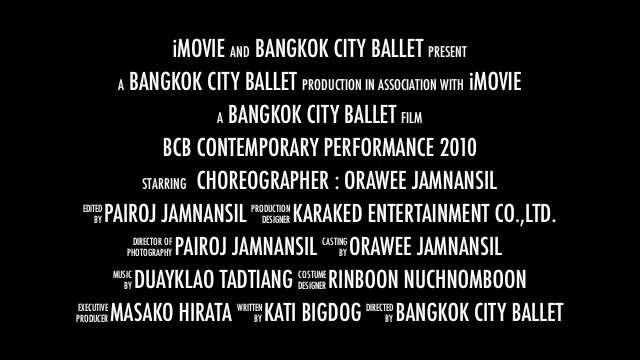 iMOVIE AND BANGKOK CITY BALLET PRESENT
A BANGKOK CITY BALLET PRODUCTION IN ASSOCIATION WITH iMOVIE
A BANGKOK CITY BALLET FILM
BCB CONTEMPORARY PERFORMANCE 2010
STARRING CHOREOGRAPHER : ORAWEE JAMNANSIL
EDITED BY PAIROJ JAMNANSIL PRODUCTION DESIGNER KARAKED ENTERTAINMENT CO.,LTD.
DIRECTOR OF PHOTOGRAPHY PAIROJ JAMNANSIL CASTING BY ORAWEE JAMNANSIL
MUSIC BY DUAYKLAO TADTIANG COSTUME DESIGNER RINBOON NUCHNOMBOON
EXECUTIVE PRODUCER MASAKO HIRATA WRITTEN BY KATI BIGDOG DIRECTED BY BANGKOK CITY BALLET